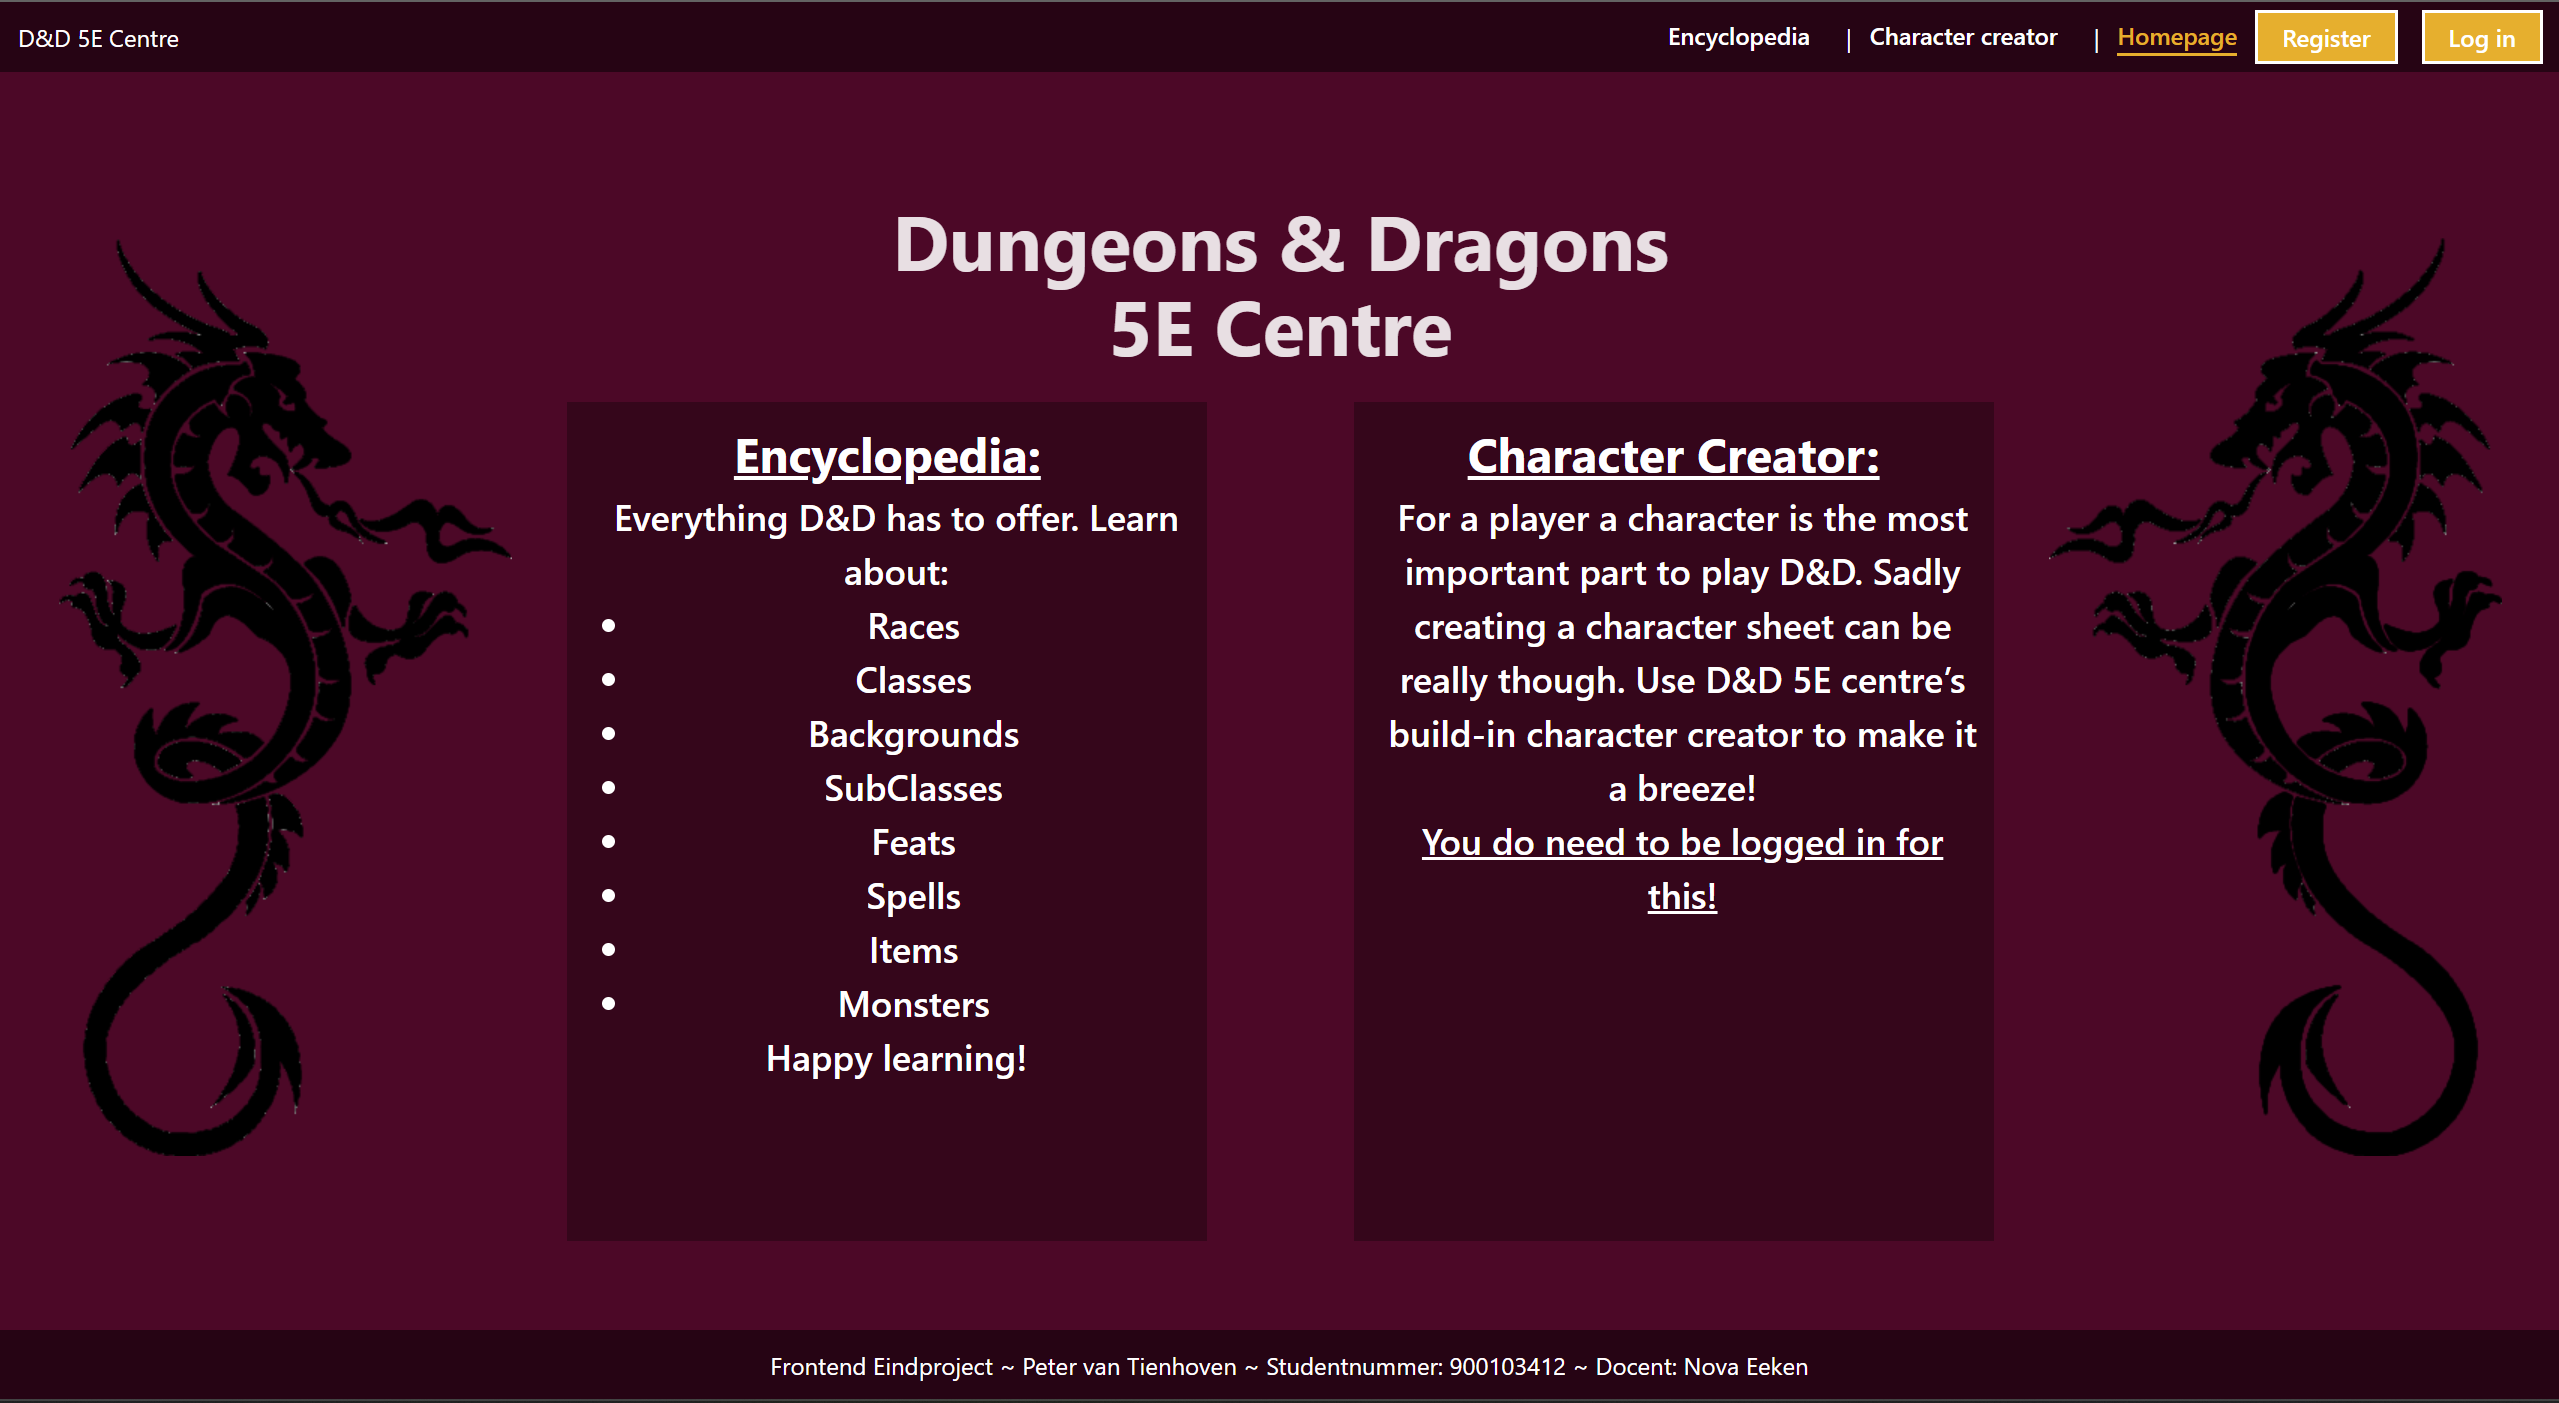 D&D 5E Centre
Encyclopedia | Character creator | Homepage Register Log in
Dungeons & Dragons
5E Centre
Encyclopedia:
Everything D&D has to offer. Learn
about:
• Races
• Classes
• Backgrounds
• SubClasses
• Feats
• Spells
• Items
• Monsters
Happy learning!
Character Creator:
For a player a character is the most
important part to play D&D. Sadly
creating a character sheet can be
really though. Use D&D 5E centre’s
build-in character creator to make it
a breeze!
You do need to be logged in for
this!
Frontend Eindproject ~ Peter van Tienhoven ~ Studentnummer: 900103412 ~ Docent: Nova Eeken